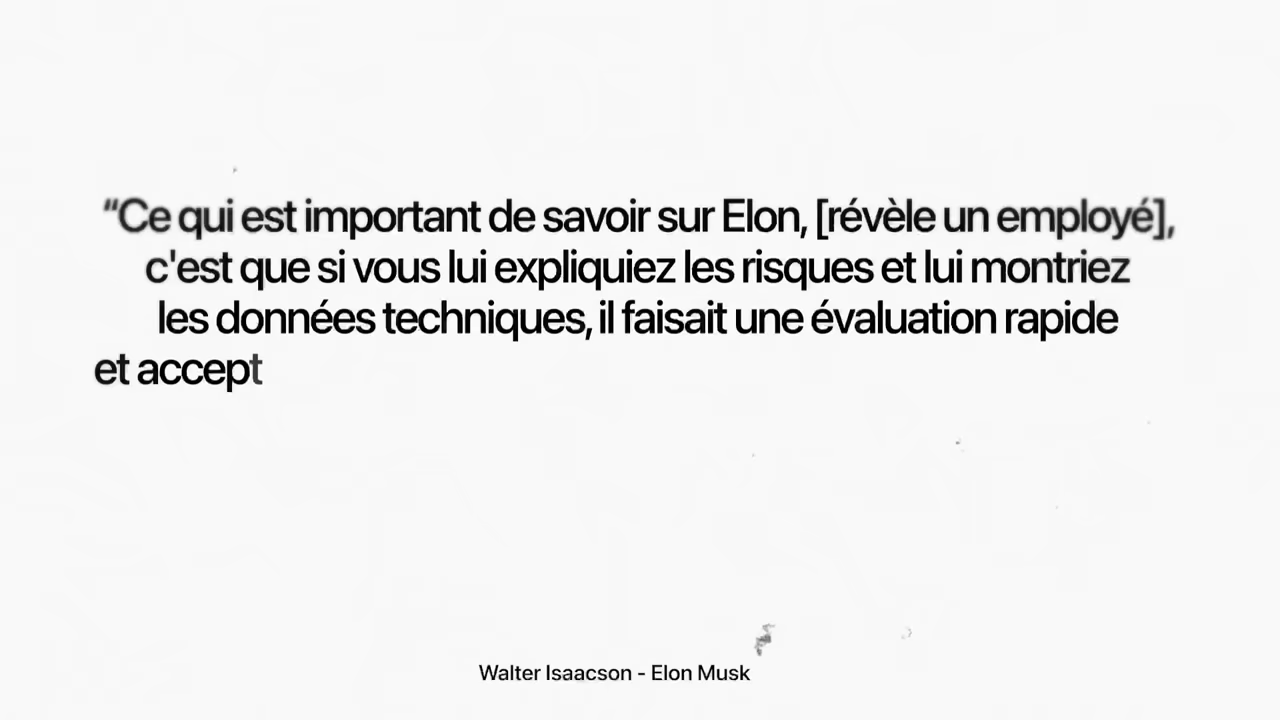 “Ce qui est important de savoir sur Elon, [révèle un employé],
c'est que si vous lui expliquiez les risques et lui montriez
les données techniques, il faisait une évaluation rapide
et accept
Walter Isaacson - Elon Musk